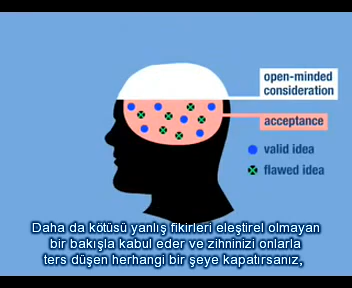 open-minded
consideration
acceptance
valid idea
flawed idea
Daha da kötüsü yanlış fikirleri eleştirel olmayan
bir bakışla kabul eder ve zihninizi onlarla
ters düşen herhangi bir şeye kapatırsanız,